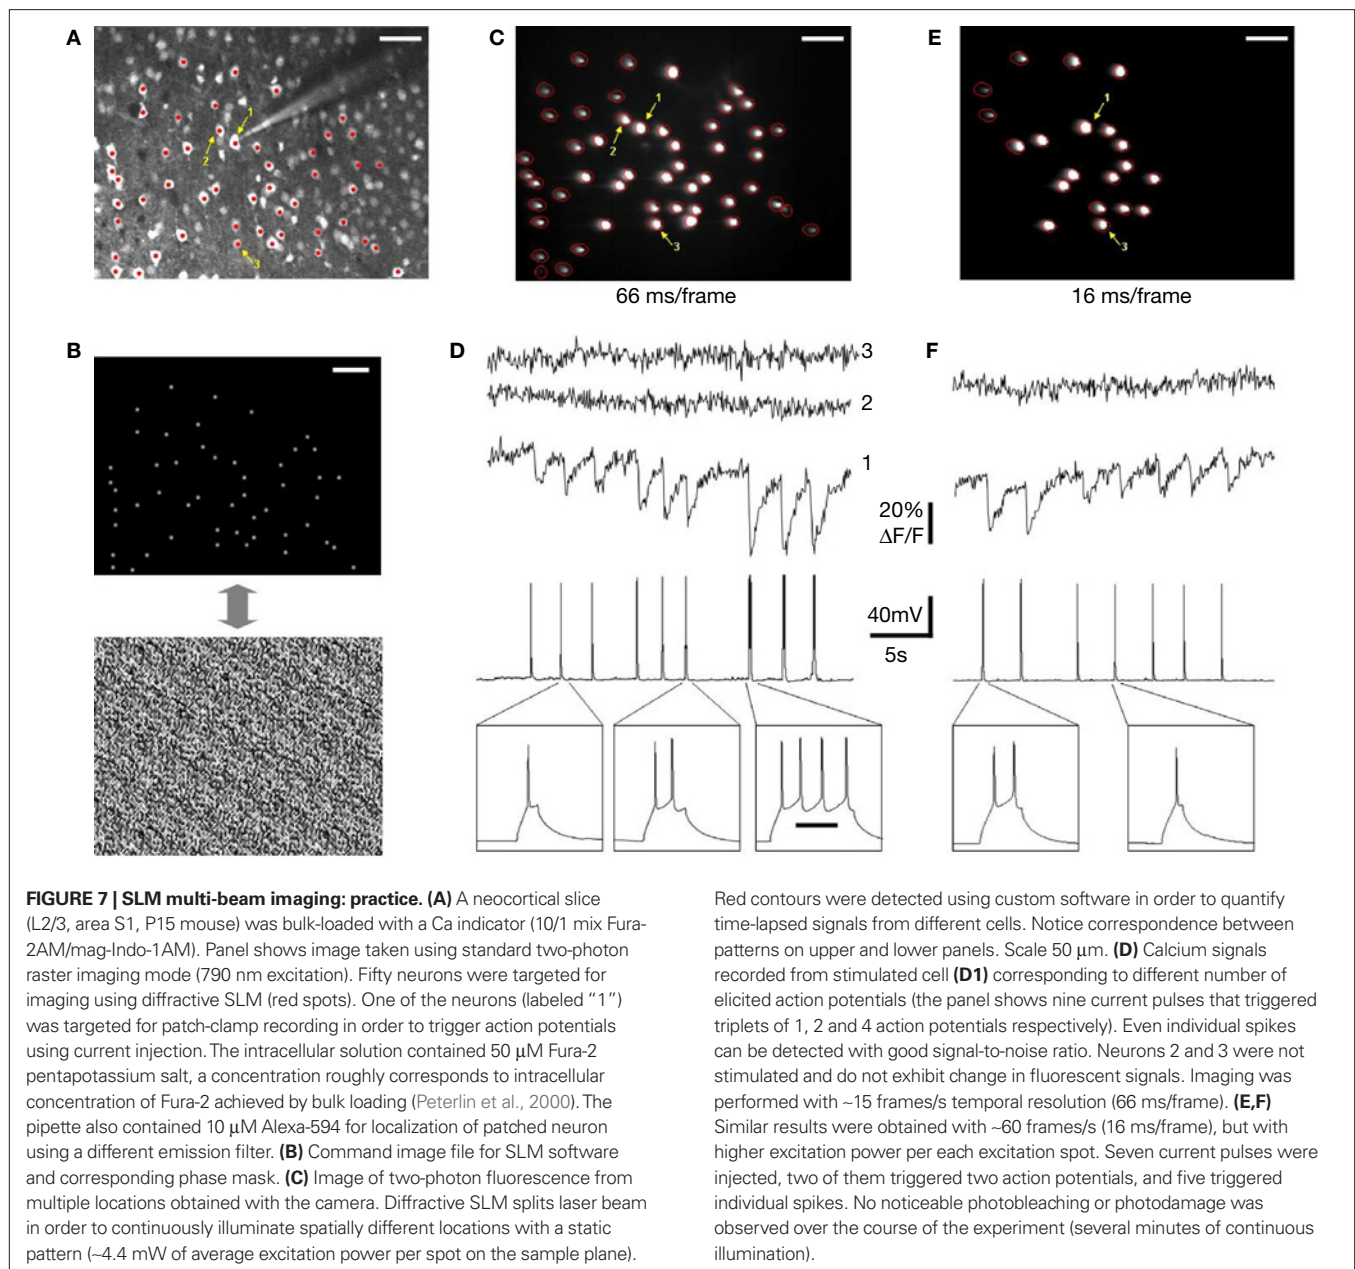 A
C
E
1
2
3
1
2
3
1
3
66 ms/frame
16 ms/frame
B
D
F
3
2
1
20%
ΔF/F
40mV
5s
FIGURE 7 | SLM multi-beam imaging: practice. (A) A neocortical slice
(L2/3, area S1, P15 mouse) was bulk-loaded with a Ca indicator (10/1 mix Fura-
2AM/mag-Indo-1AM). Panel shows image taken using standard two-photon
raster imaging mode (790 nm excitation). Fifty neurons were targeted for
imaging using diffractive SLM (red spots). One of the neurons (labeled “1”)
was targeted for patch-clamp recording in order to trigger action potentials
using current injection. The intracellular solution contained 50 μM Fura-2
pentapotassium salt, a concentration roughly corresponds to intracellular
concentration of Fura-2 achieved by bulk loading (Peterlin et al., 2000). The
pipette also contained 10 μM Alexa-594 for localization of patched neuron
using a different emission filter. (B) Command image file for SLM software
and corresponding phase mask. (C) Image of two-photon fluorescence from
multiple locations obtained with the camera. Diffractive SLM splits laser beam
in order to continuously illuminate spatially different locations with a static
pattern (~4.4 mW of average excitation power per spot on the sample plane).
Red contours were detected using custom software in order to quantify
time-lapsed signals from different cells. Notice correspondence between
patterns on upper and lower panels. Scale 50 μm. (D) Calcium signals
recorded from stimulated cell (D1) corresponding to different number of
elicited action potentials (the panel shows nine current pulses that triggered
triplets of 1, 2 and 4 action potentials respectively). Even individual spikes
can be detected with good signal-to-noise ratio. Neurons 2 and 3 were not
stimulated and do not exhibit change in fluorescent signals. Imaging was
performed with ~15 frames/s temporal resolution (66 ms/frame). (E,F)
Similar results were obtained with ~60 frames/s (16 ms/frame), but with
higher excitation power per each excitation spot. Seven current pulses were
injected, two of them triggered two action potentials, and five triggered
individual spikes. No noticeable photobleaching or photodamage was
observed over the course of the experiment (several minutes of continuous
illumination).